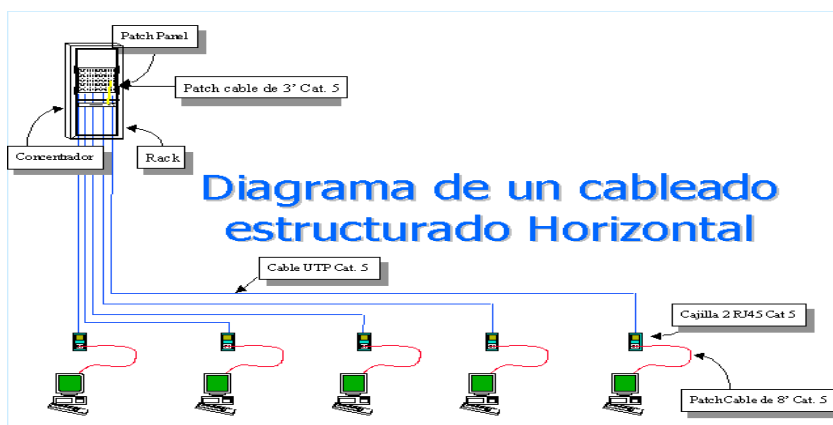 Patch Panel
Patch cable de 3' Cat. 5
Concentrador
Rack
Diagrama de un cableado
estructurado Horizontal
Cable UTP Cat. 5
Cajilla 2 RJ45 Cat 5
PatchCable de 8' Cat. 5